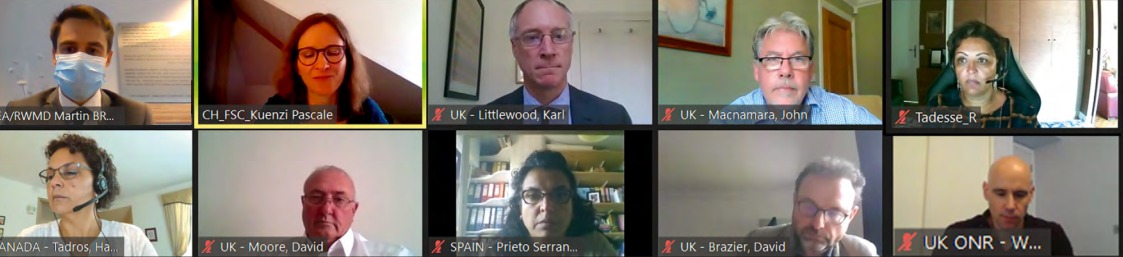 EA/RWMD Martin BR...
CH_FSC_Kuenzi Pascale
UK - Littlewood, Karl
UK - Macnamara, John
Tadesse_R
ANADA - Tadros, Ha...
UK - Moore, David
SPAIN - Prieto Serran...
UK - Brazier, David
UK ONR - W...